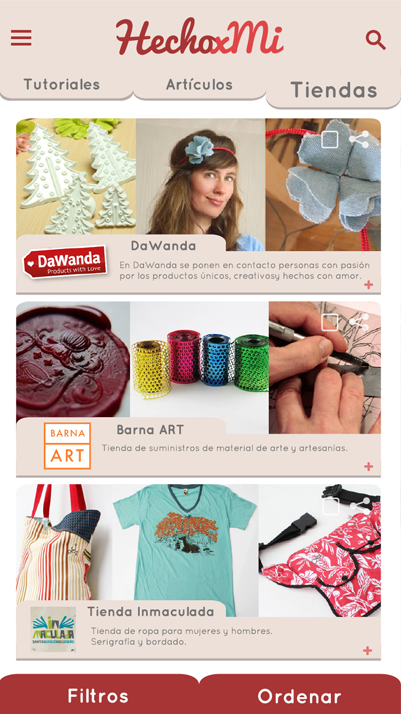 HechoxMi
Tutoriales
Artículos
Tiendas
DaWanda
Products with Love
DaWanda
En DaWanda se ponen en contacto personas con pasión
por los productos únicos, creativosy hechos con amor.
BARNA
ART
Barna ART
Tienda de suministros de material de arte y artesanías.
INMACULADA
Tienda Inmaculada
Tienda de ropa para mujeres y hombres.
Serigrafía y bordado.
Filtros
Ordenar